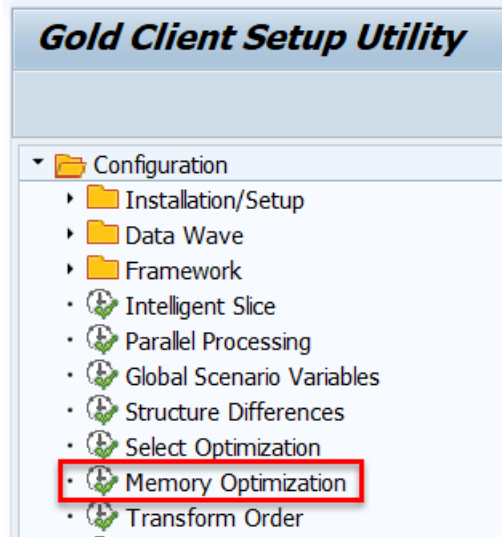 Gold Client Setup Utility
Configuration
Installation/Setup
Data Wave
Framework
Intelligent Slice
Parallel Processing
Global Scenario Variables
Structure Differences
Select Optimization
Memory Optimization
Transform Order